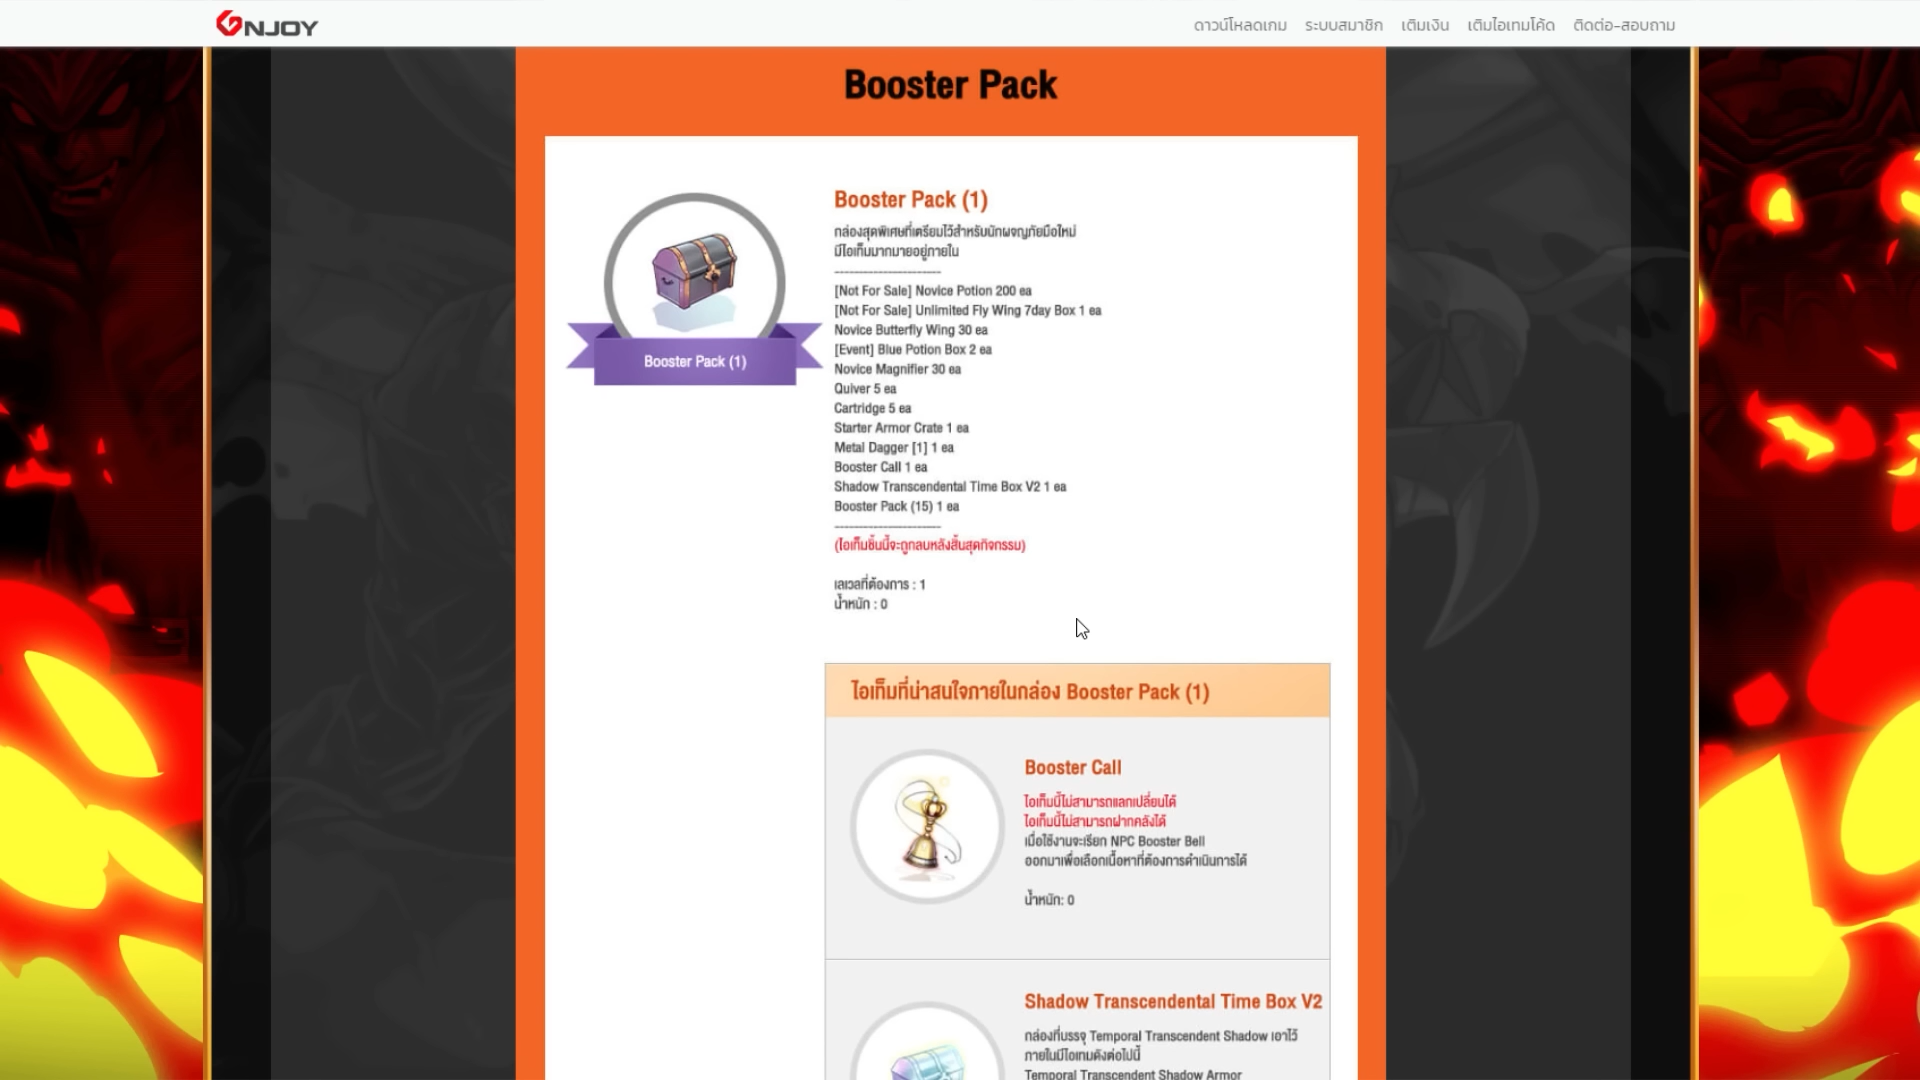 GNJOY
ดาวน์โหลดเกม ระบบสมาชิก เติมเงิน เติมไอเทมโค้ด ติดต่อ-สอบถาม
Booster Pack
Booster Pack (1)
Booster Pack (1)
กล่องสุดพิเศษที่เตรียมไว้สำหรับนักผจญภัยมือใหม่
มีไอเท็มมากมายอยู่ภายใน
----------------------
[Not For Sale] Novice Potion 200 ea
[Not For Sale] Unlimited Fly Wing 7day Box 1 ea
Novice Butterfly Wing 30 ea
[Event] Blue Potion Box 2 ea
Novice Magnifier 30 ea
Quiver 5 ea
Cartridge 5 ea
Starter Armor Crate 1 ea
Metal Dagger [1] 1 ea
Booster Call 1 ea
Shadow Transcendental Time Box V2 1 ea
Booster Pack (15) 1 ea
----------------------
(ไอเท็มชิ้นนี้จะถูกลบหลังสิ้นสุดกิจกรรม)
เลเวลที่ต้องการ : 1
น้ำหนัก : 0
ไอเท็มที่น่าสนใจภายในกล่อง Booster Pack (1)
Booster Call
ไอเท็มนี้ไม่สามารถแลกเปลี่ยนได้
ไอเท็มนี้ไม่สามารถฝากคลังได้
เมื่อใช้งานจะเรียก NPC Booster Bell
ออกมาเพื่อเลือกเนื้อหาที่ต้องการดำเนินการได้
น้ำหนัก: 0
Shadow Transcendental Time Box V2
กล่องที่บรรจุ Temporal Transcendent Shadow เอาไว้
ภายในมีไอเทมดังต่อไปนี้
Temporal Transcendent Shadow Armor